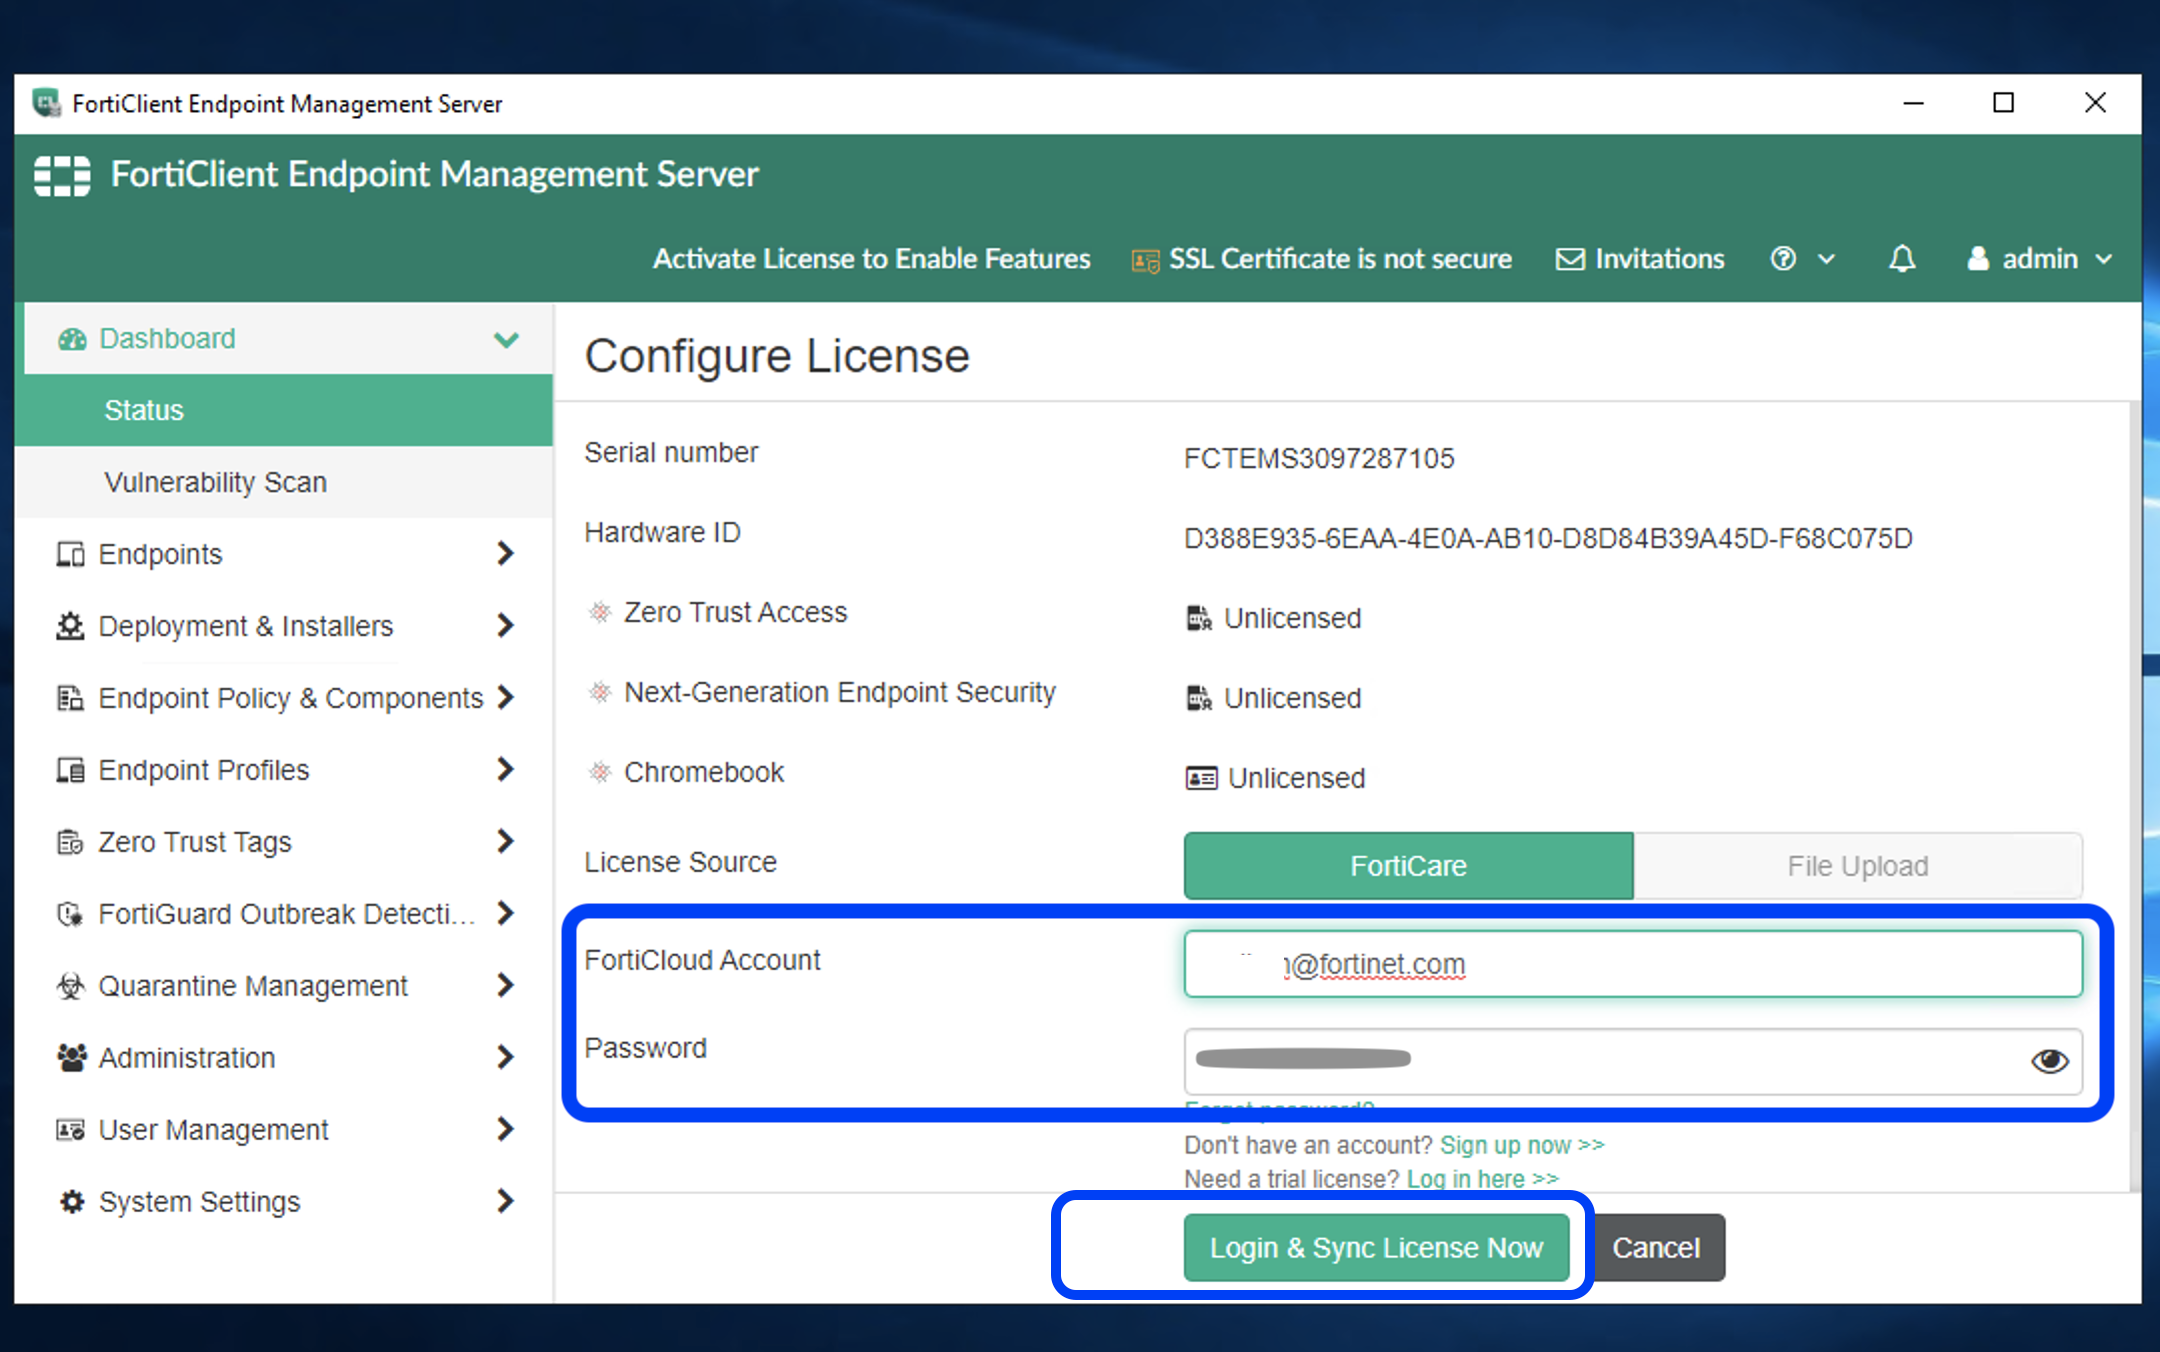 FortiClient Endpoint Management Server
FortiClient Endpoint Management Server
Activate License to Enable Features SSL Certificate is not secure Invitations admin
Dashboard
Status
Vulnerability Scan
Endpoints
Deployment & Installers
Endpoint Policy & Components
Endpoint Profiles
Zero Trust Tags
FortiGuard Outbreak Detecti...
Quarantine Management
Administration
User Management
System Settings
Configure License
Serial number FCTEMS3097287105
Hardware ID D388E935-6EAA-4E0A-AB10-D8D84B39A45D-F68C075D
Zero Trust Access Unlicensed
Next-Generation Endpoint Security Unlicensed
Chromebook Unlicensed
License Source FortiCare File Upload
FortiCloud Account @fortinet.com
Password
Forgot password?
Don't have an account? Sign up now >>
Need a trial license? Log in here >>
Login & Sync License Now Cancel